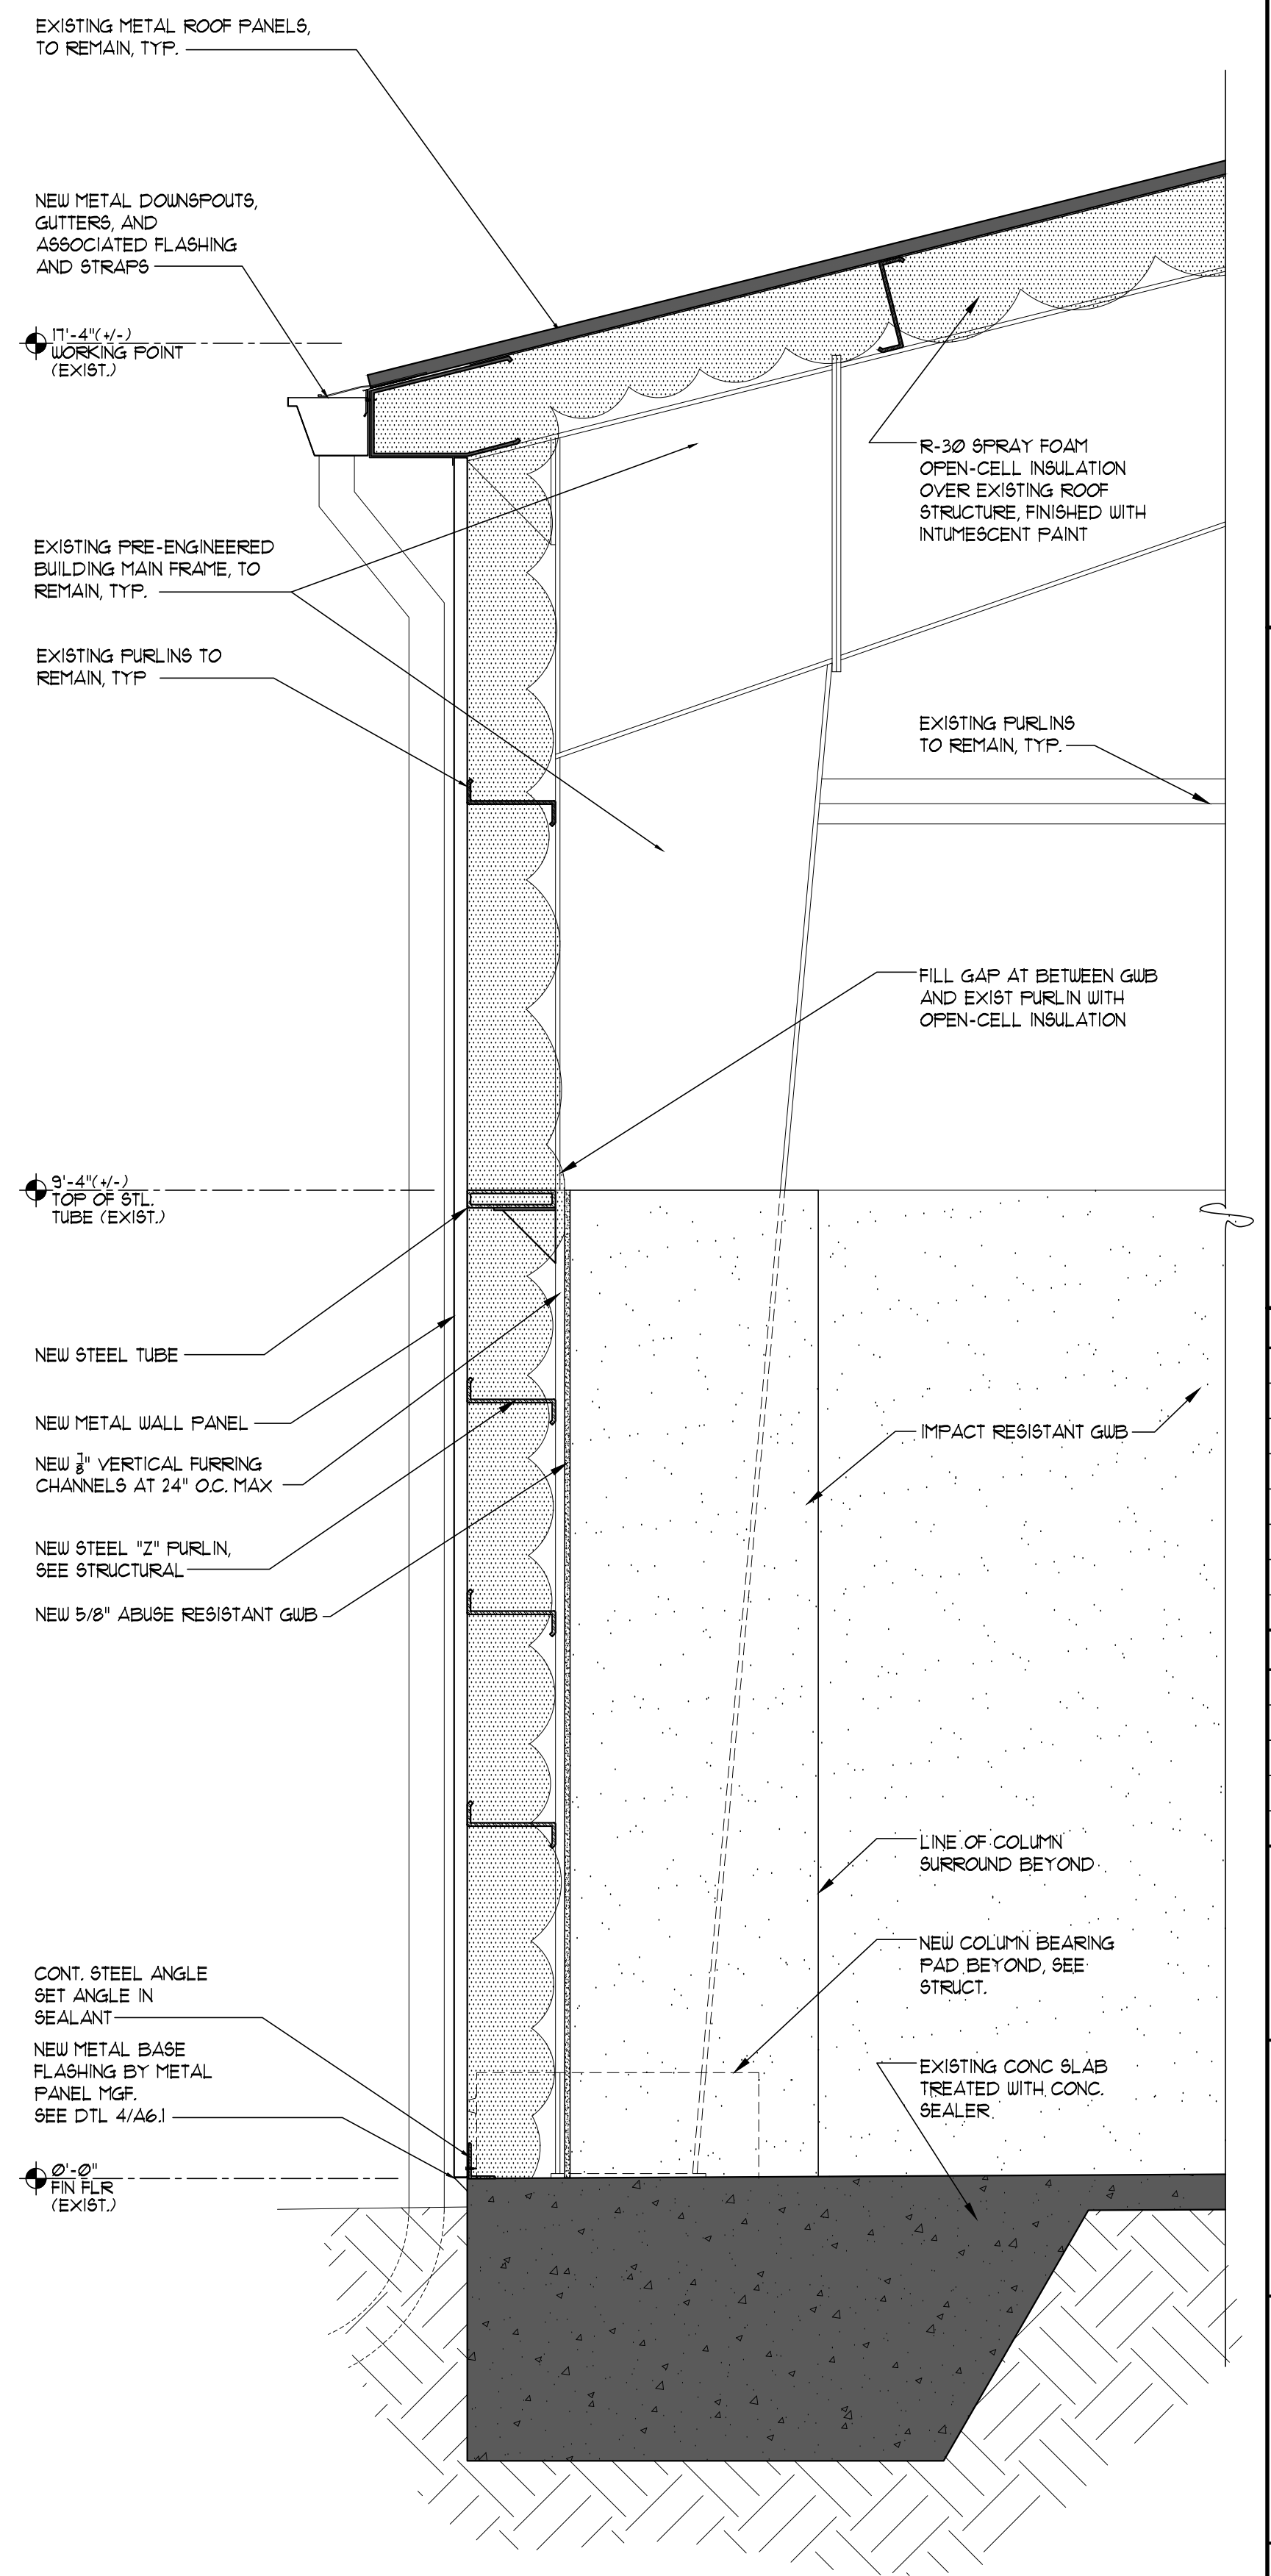 EXISTING METAL ROOF PANELS,
TO REMAIN, TYP.
NEW METAL DOWNSPOUTS,
GUTTERS, AND
ASSOCIATED FLASHING
AND STRAPS
17'-4"(+/-)
WORKING POINT
(EXIST.)
R-30 SPRAY FOAM
OPEN-CELL INSULATION
OVER EXISTING ROOF
STRUCTURE, FINISHED WITH
INTUMESCENT PAINT
EXISTING PRE-ENGINEERED
BUILDING MAIN FRAME, TO
REMAIN, TYP.
EXISTING PURLINS TO
REMAIN, TYP
EXISTING PURLINS
TO REMAIN, TYP.
FILL GAP AT BETWEEN GWB
AND EXIST PURLIN WITH
OPEN-CELL INSULATION
9'-4"(+/-)
TOP OF STL.
TUBE (EXIST.)
NEW STEEL TUBE
NEW METAL WALL PANEL
IMPACT RESISTANT GWB
NEW 7/8" VERTICAL FURRING
CHANNELS AT 24" O.C. MAX
NEW STEEL "Z" PURLIN,
SEE STRUCTURAL
NEW 5/8" ABUSE RESISTANT GWB
LINE OF COLUMN
SURROUND BEYOND
NEW COLUMN BEARING
PAD BEYOND, SEE
STRUCT.
CONT. STEEL ANGLE
SET ANGLE IN
SEALANT
NEW METAL BASE
FLASHING BY METAL
PANEL MGF.
SEE DTL 4/A6.1
EXISTING CONC SLAB
TREATED WITH CONC.
SEALER
0'-0"
FIN FLR
(EXIST.)